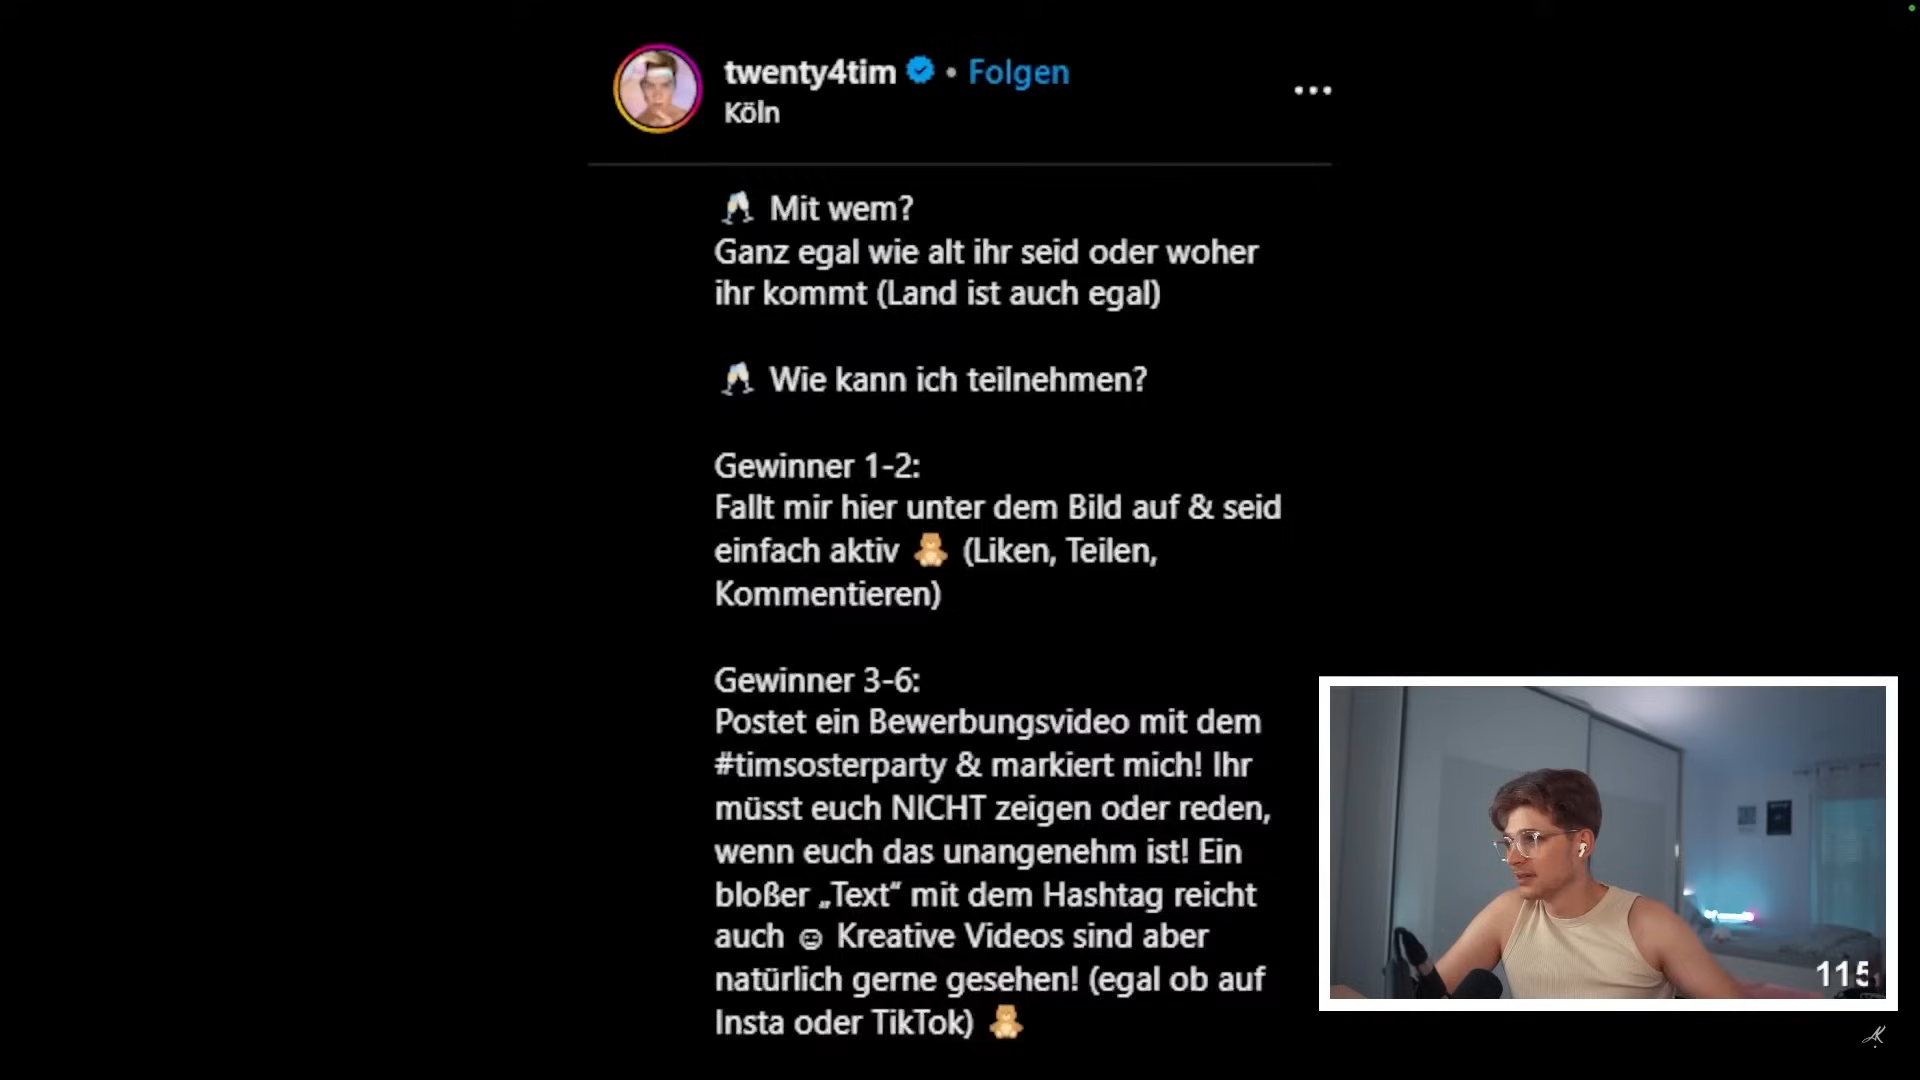 twenty4tim • Folgen
Köln
🥂 Mit wem?
Ganz egal wie alt ihr seid oder woher
ihr kommt (Land ist auch egal)
🥂 Wie kann ich teilnehmen?
Gewinner 1-2:
Fallt mir hier unter dem Bild auf & seid
einfach aktiv 🧸 (Liken, Teilen,
Kommentieren)
Gewinner 3-6:
Postet ein Bewerbungsvideo mit dem
#timsosterparty & markiert mich! Ihr
müsst euch NICHT zeigen oder reden,
wenn euch das unangenehm ist! Ein
bloßer „Text“ mit dem Hashtag reicht
auch 😊 Kreative Videos sind aber
natürlich gerne gesehen! (egal ob auf
Insta oder TikTok) 🧸
115